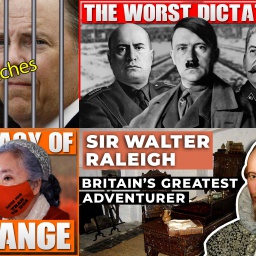 ches
THE WORST DICTAT
ACY OF
ANGE
SIR WALTER
RALEIGH
BRITAIN'S GREATEST
ADVENTURER